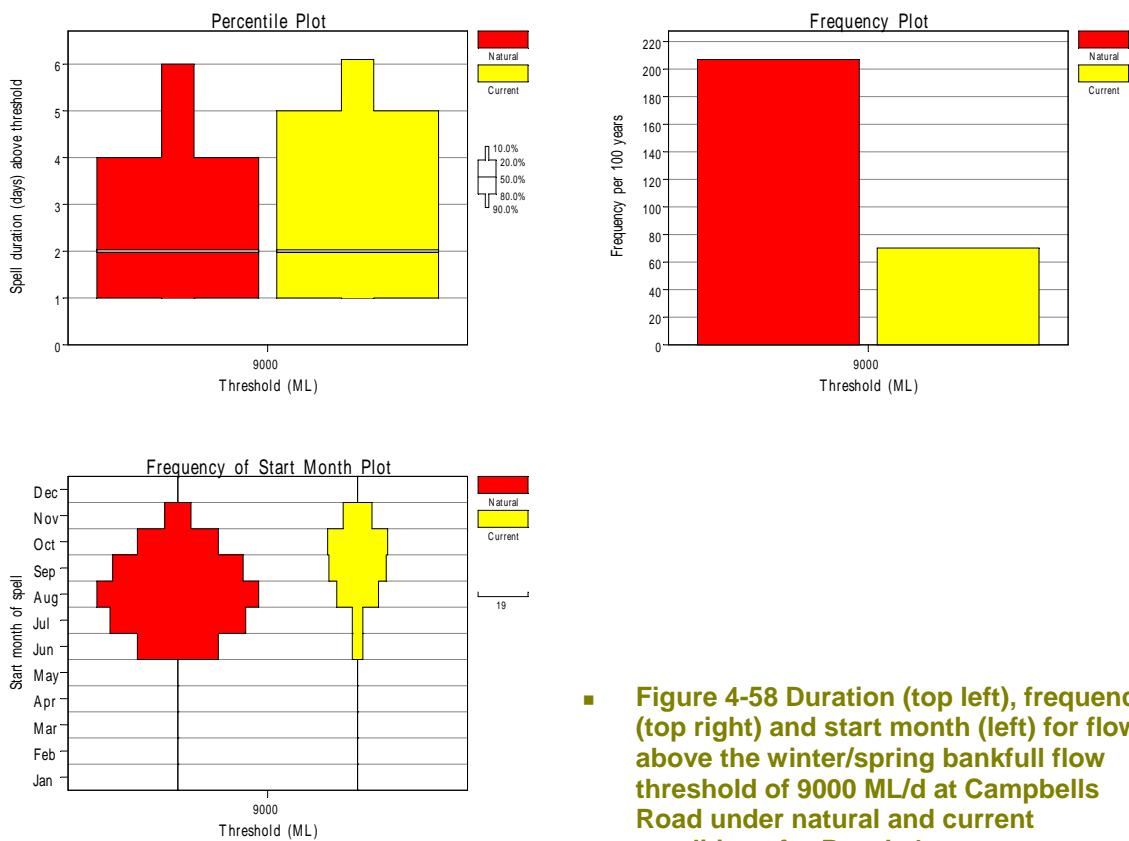 Percentile Plot
Spell duration (days) above threshold
6
5
4
3
2
1
0
9000
Threshold (ML)
Natural
Current
10.0%
20.0%
50.0%
80.0%
90.0%
Frequency Plot
Frequency per 100 years
220
200
180
160
140
120
100
80
60
40
20
0
9000
Threshold (ML)
Natural
Current
Frequency of Start Month Plot
Start month of spell
Dec
Nov
Oct
Sep
Aug
Jul
Jun
May
Apr
Mar
Feb
Jan
9000
Threshold (ML)
Natural
Current
19
Figure 4-58 Duration (top left), frequenc
(top right) and start month (left) for flow
above the winter/spring bankfull flow
threshold of 9000 ML/d at Campbells
Road under natural and current